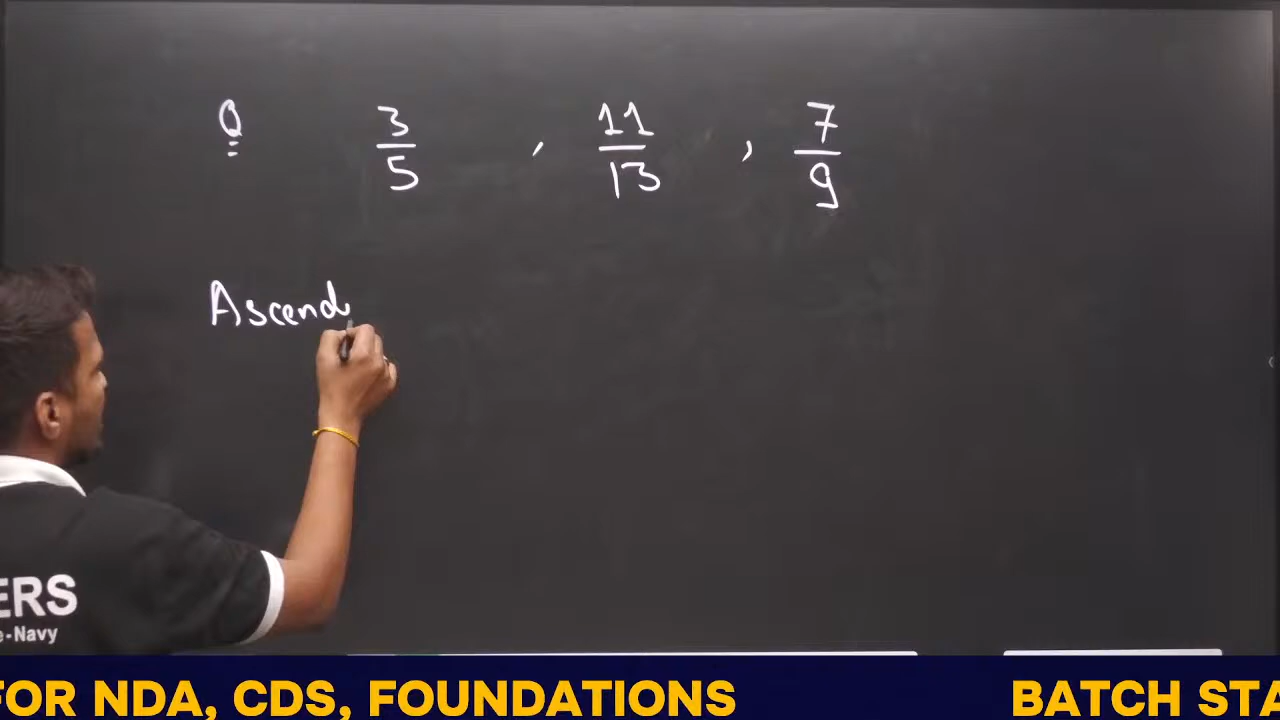 Q 3/5 , 11/13 , 7/9
Ascend
ERS
e-Navy
FOR NDA, CDS, FOUNDATIONS BATCH STA